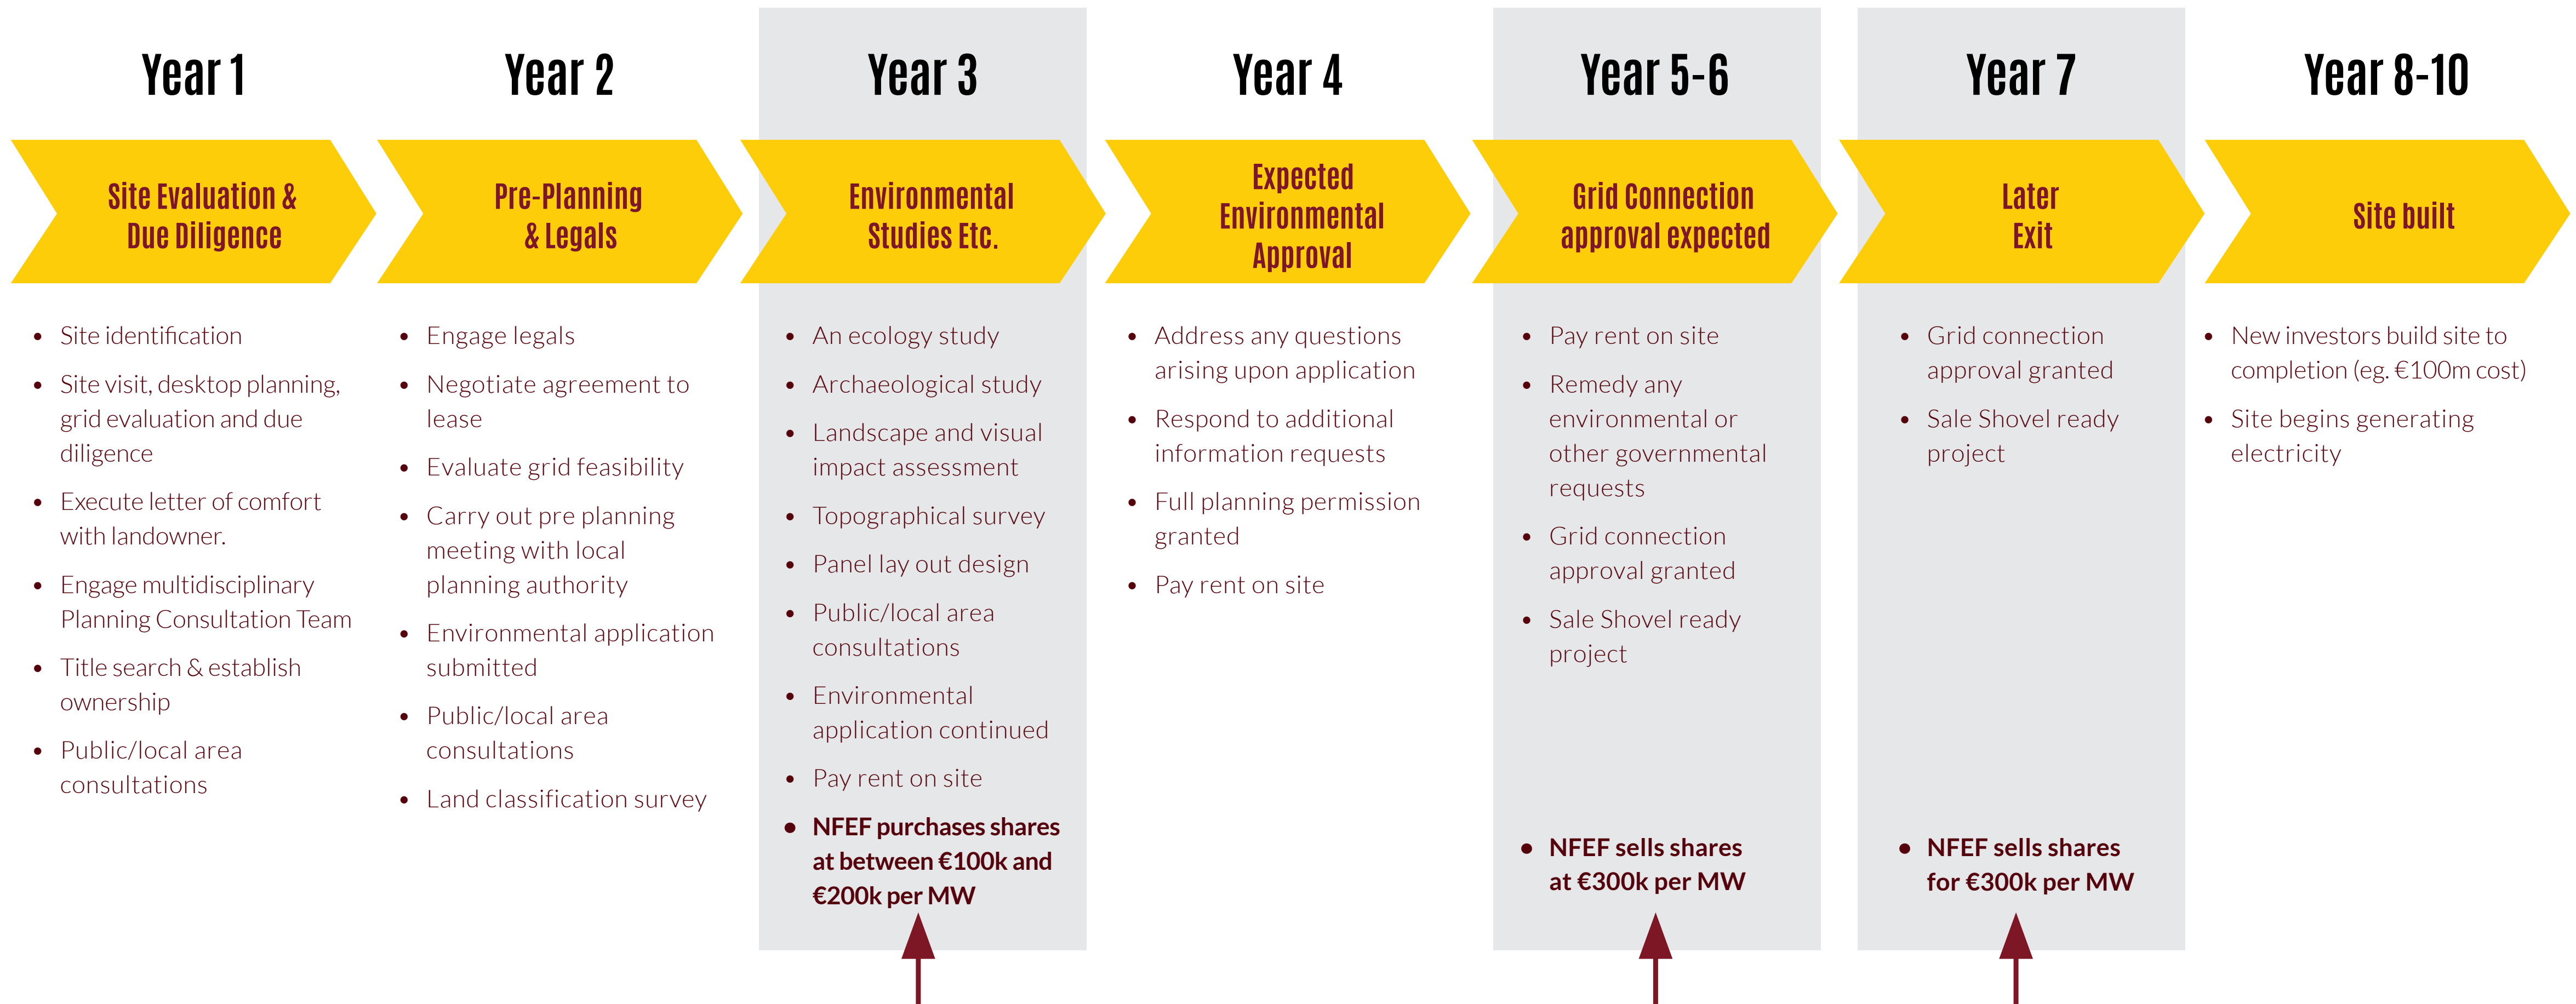 Year 1
Site Evaluation &
Due Diligence
• Site identification
• Site visit, desktop planning,
grid evaluation and due
diligence
• Execute letter of comfort
with landowner.
• Engage multidisciplinary
Planning Consultation Team
• Title search & establish
ownership
• Public/local area
consultations
Year 2
Pre-Planning
& Legals
• Engage legals
• Negotiate agreement to
lease
• Evaluate grid feasibility
• Carry out pre planning
meeting with local
planning authority
• Environmental application
submitted
• Public/local area
consultations
• Land classification survey
Year 3
Environmental
Studies Etc.
• An ecology study
• Archaeological study
• Landscape and visual
impact assessment
• Topographical survey
• Panel lay out design
• Public/local area
consultations
• Environmental
application continued
• Pay rent on site
• NFEF purchases shares
at between €100k and
€200k per MW
Year 4
Expected
Environmental
Approval
• Address any questions
arising upon application
• Respond to additional
information requests
• Full planning permission
granted
• Pay rent on site
Year 5-6
Grid Connection
approval expected
• Pay rent on site
• Remedy any
environmental or
other governmental
requests
• Grid connection
approval granted
• Sale Shovel ready
project
• NFEF sells shares
at €300k per MW
Year 7
Later
Exit
• Grid connection
approval granted
• Sale Shovel ready
project
• NFEF sells shares
for €300k per MW
Year 8-10
Site built
• New investors build site to
completion (eg. €100m cost)
• Site begins generating
electricity